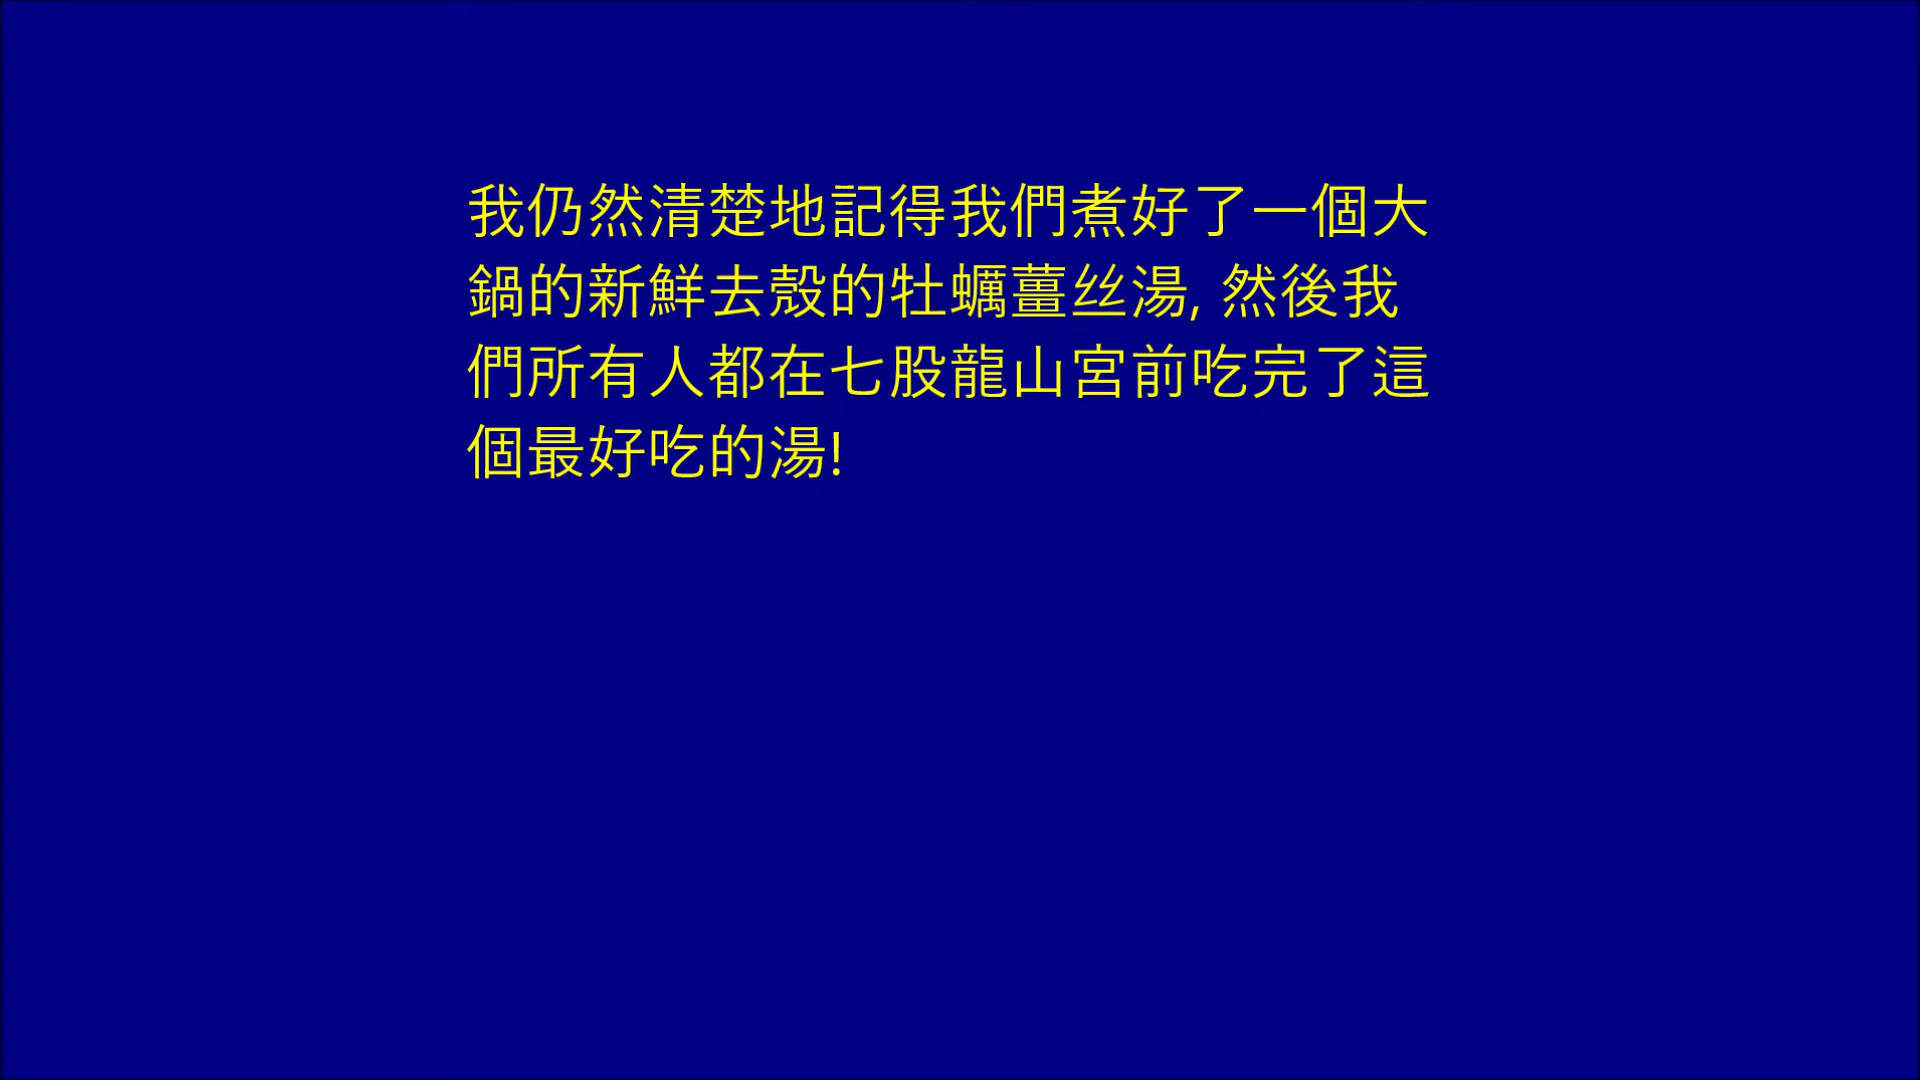 我仍然清楚地記得我們煮好了一個大
鍋的新鮮去殼的牡蠣薑丝湯, 然後我
們所有人都在七股龍山宮前吃完了這
個最好吃的湯!